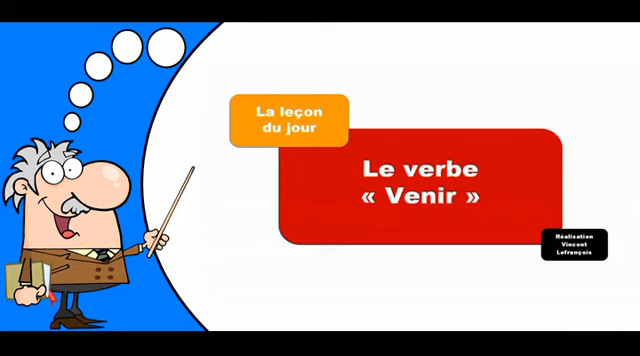 La leçon
du jour
Le verbe
« Venir »
Réalisation
Vincent
Lefrançois